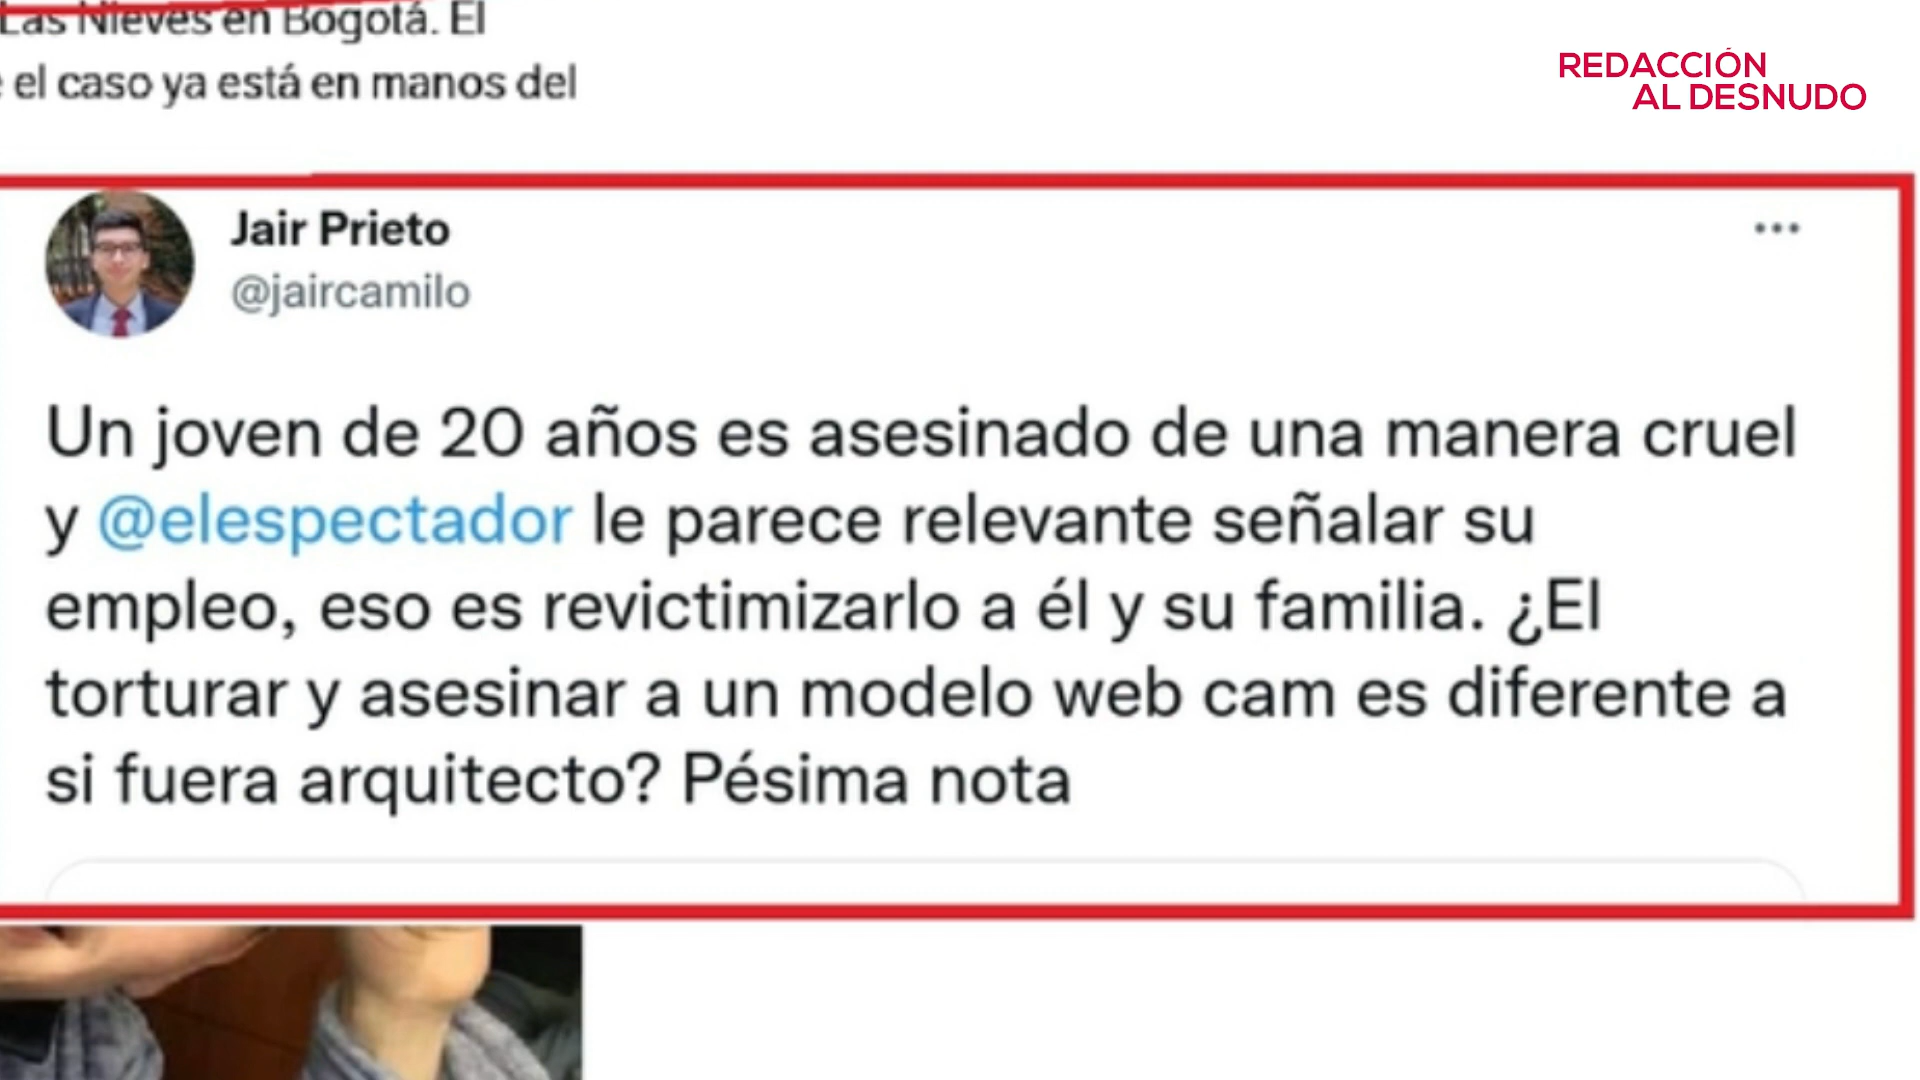 Las Nieves en Bogotá. El
el caso ya está en manos del
REDACCIÓN
AL DESNUDO
Jair Prieto
@jaircamilo
Un joven de 20 años es asesinado de una manera cruel
y @elespectador le parece relevante señalar su
empleo, eso es revictimizarlo a él y su familia. ¿El
torturar y asesinar a un modelo web cam es diferente a
si fuera arquitecto? Pésima nota